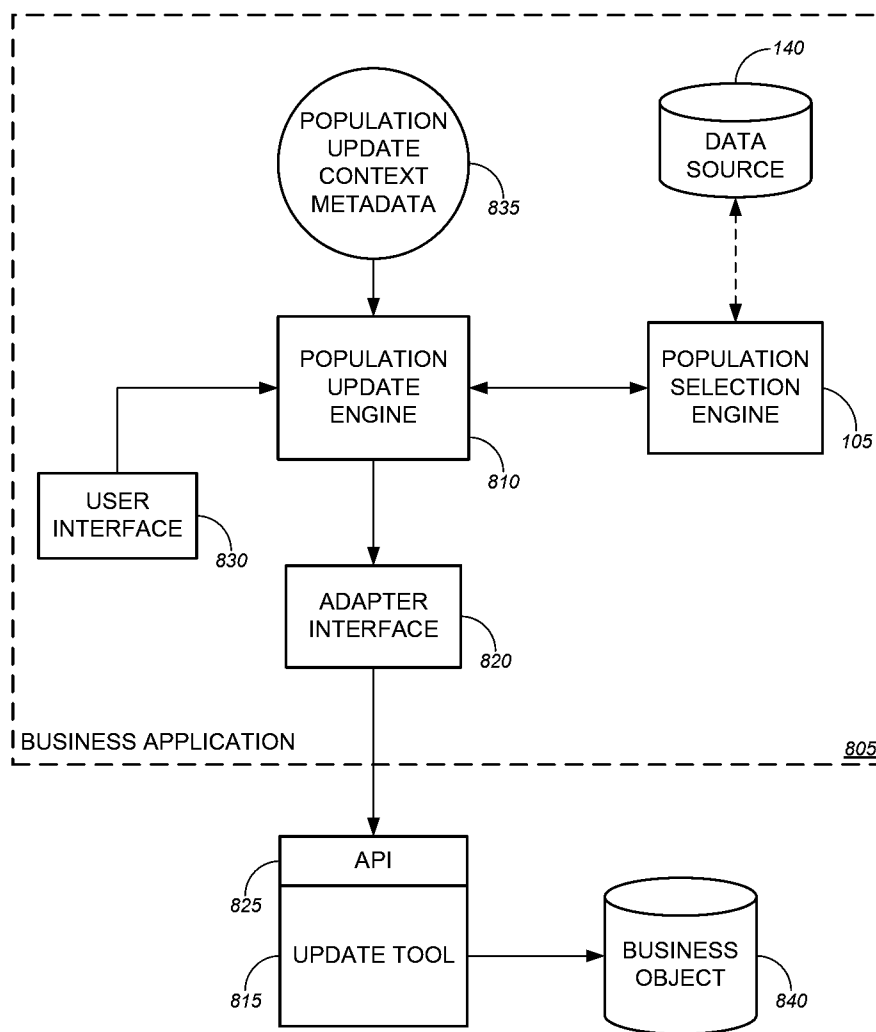 140
POPULATION
UPDATE
CONTEXT
METADATA
835
DATA
SOURCE
POPULATION
UPDATE
ENGINE
810
POPULATION
SELECTION
ENGINE
105
USER
INTERFACE
830
ADAPTER
INTERFACE
820
BUSINESS APPLICATION
805
API
825
UPDATE TOOL
815
BUSINESS
OBJECT
840